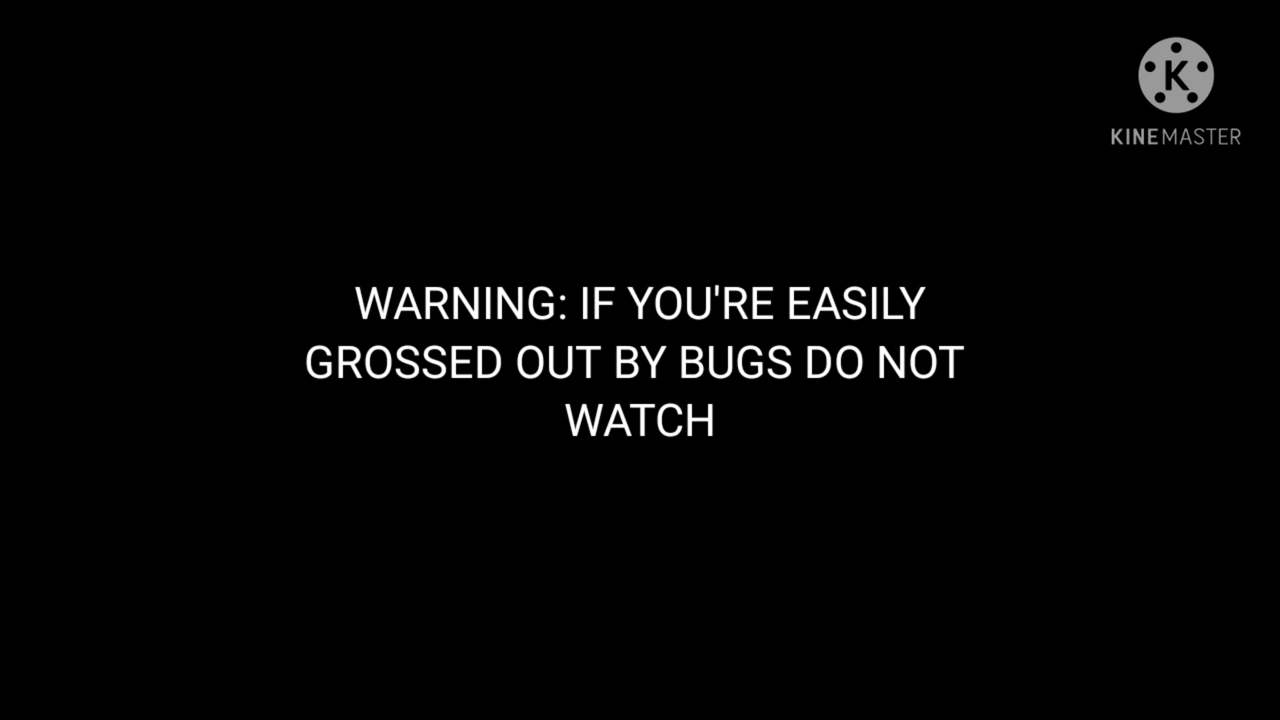 K
KINEMASTER
WARNING: IF YOU'RE EASILY
GROSSED OUT BY BUGS DO NOT
WATCH